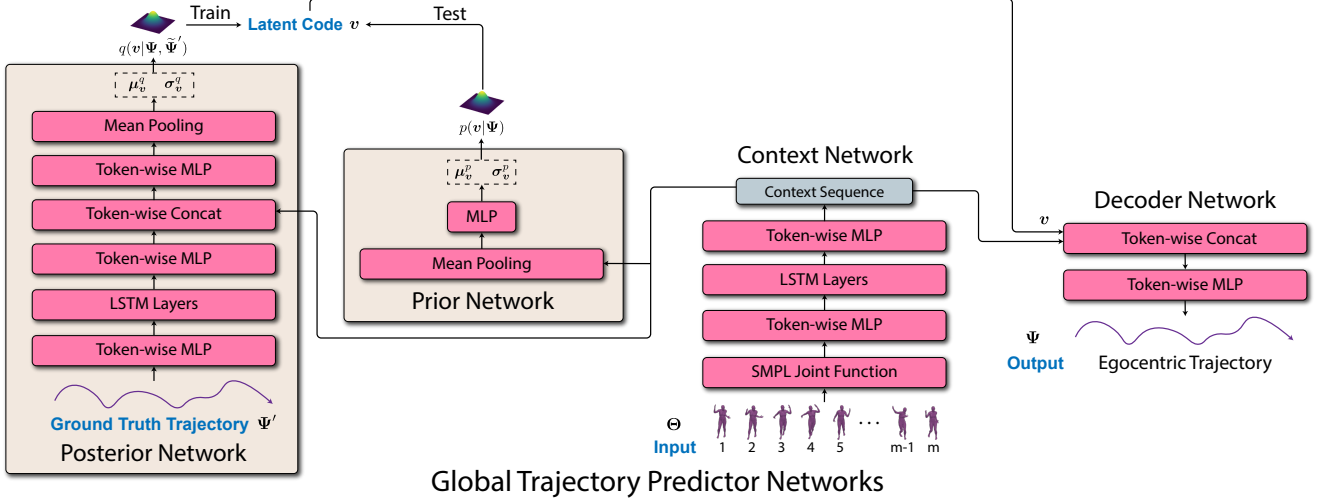 Train
Latent Code v
Test
q(v|Ψ, Ψ̃′)
μ_v^q σ_v^q
Mean Pooling
Token-wise MLP
Token-wise Concat
Token-wise MLP
LSTM Layers
Token-wise MLP
Ground Truth Trajectory Ψ′
Posterior Network
p(v|Ψ)
μ_v^p σ_v^p
MLP
Mean Pooling
Prior Network
Context Network
Context Sequence
Token-wise MLP
LSTM Layers
Token-wise MLP
SMPL Joint Function
Θ
Input
1 2 3 4 5 ··· m-1 m
Decoder Network
v
Token-wise Concat
Token-wise MLP
Ψ
Output
Egocentric Trajectory
Global Trajectory Predictor Networks